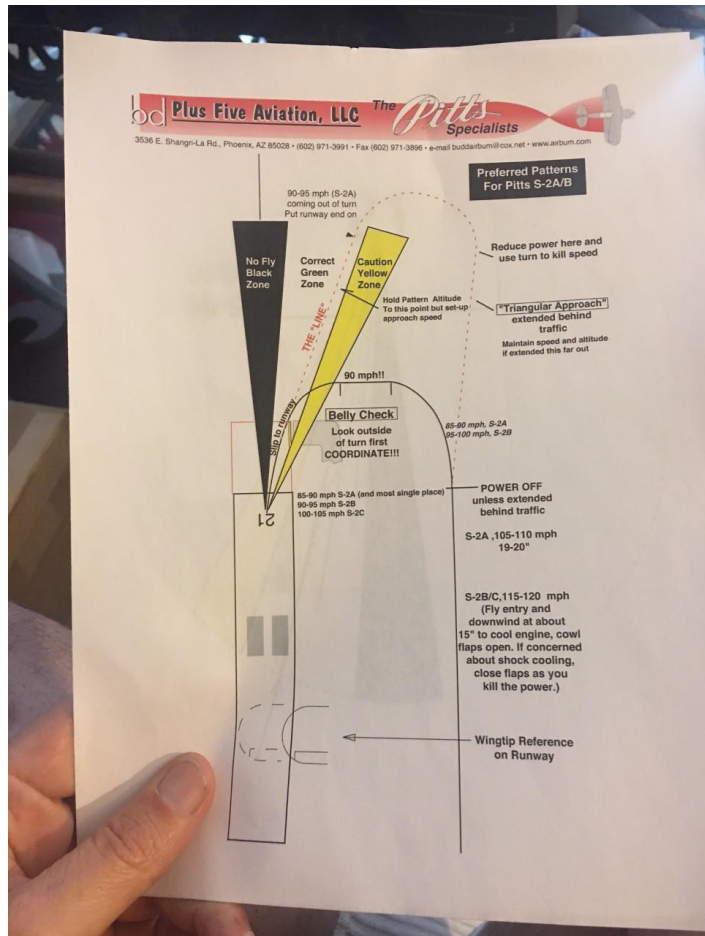 bd Plus Five Aviation, LLC The Pitts Specialists
3536 E. Shangri-La Rd., Phoenix, AZ 85028 • (602) 971-3991 • Fax (602) 971-3896 • e-mail buddairbum@cox.net • www.airbum.com
Preferred Patterns
For Pitts S-2A/B
90-95 mph (S-2A)
coming out of turn
Put runway end on
No Fly
Black
Zone
Correct
Green
Zone
Caution
Yellow
Zone
Reduce power here and
use turn to kill speed
Hold Pattern Altitude
To this point but set-up
approach speed
"Triangular Approach"
extended behind
traffic
Maintain speed and altitude
if extended this far out
THE "LINE"
90 mph!!
Slip to runway
Belly Check
Look outside
of turn first
COORDINATE!!!
85-90 mph, S-2A
95-100 mph, S-2B
85-90 mph S-2A (and most single place)
90-95 mph S-2B
100-105 mph S-2C
POWER OFF
unless extended
behind traffic
21
S-2A ,105-110 mph
19-20"
S-2B/C,115-120 mph
(Fly entry and
downwind at about
15" to cool engine, cowl
flaps open. If concerned
about shock cooling,
close flaps as you
kill the power.)
Wingtip Reference
on Runway